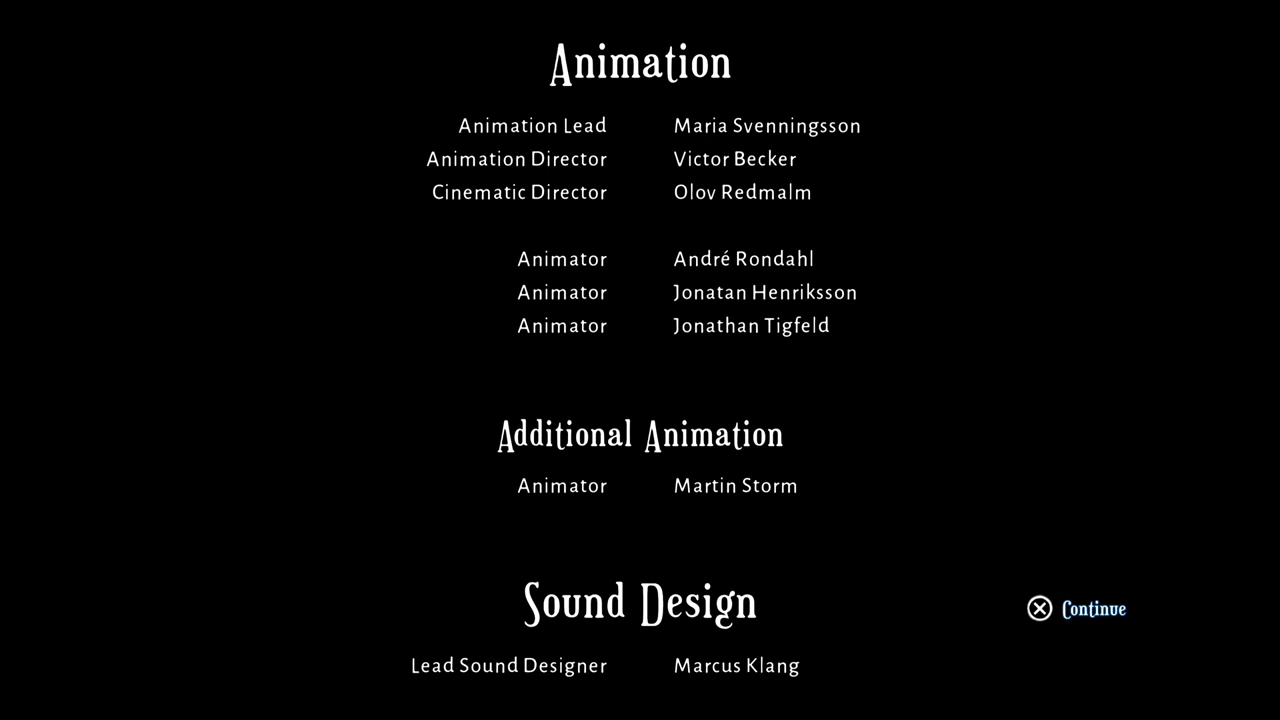 Animation
Animation Lead Maria Svenningsson
Animation Director Victor Becker
Cinematic Director Olov Redmalm
Animator André Rondahl
Animator Jonatan Henriksson
Animator Jonathan Tigfeld
Additional Animation
Animator Martin Storm
Sound Design
Continue
Lead Sound Designer Marcus Klang